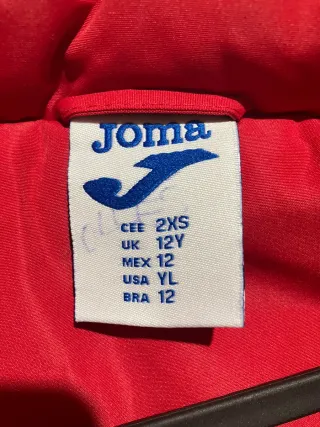 Joma
CEE 2XS
UK 12Y
MEX 12
USA YL
BRA 12